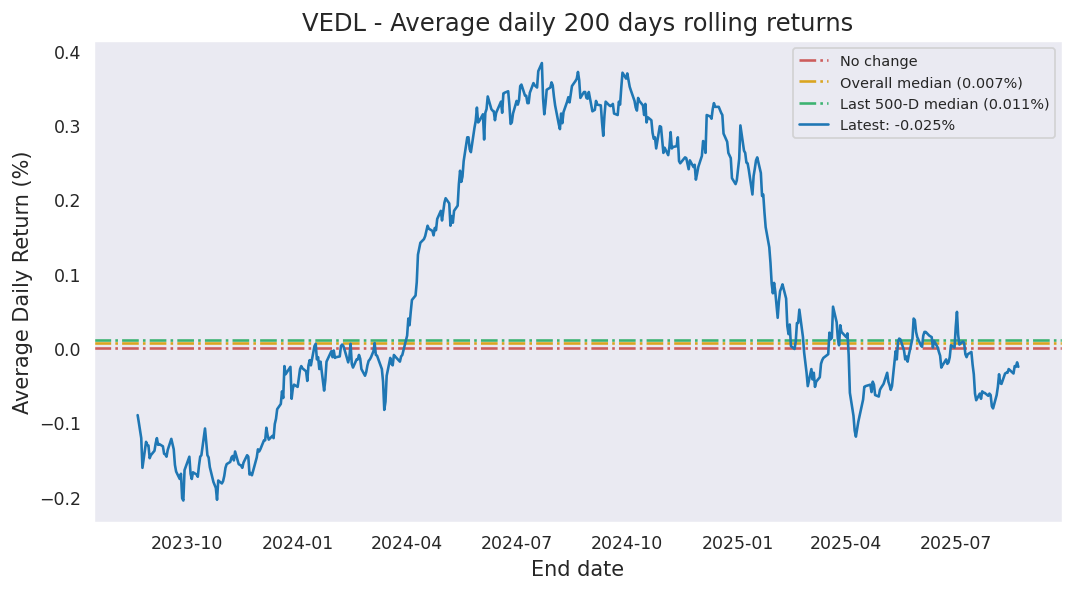 VEDL - Average daily 200 days rolling returns
Average Daily Return (%)
0.4
0.3
0.2
0.1
0.0
−0.1
−0.2
No change
Overall median (0.007%)
Last 500-D median (0.011%)
Latest: -0.025%
2023-10 2024-01 2024-04 2024-07 2024-10 2025-01 2025-04 2025-07
End date